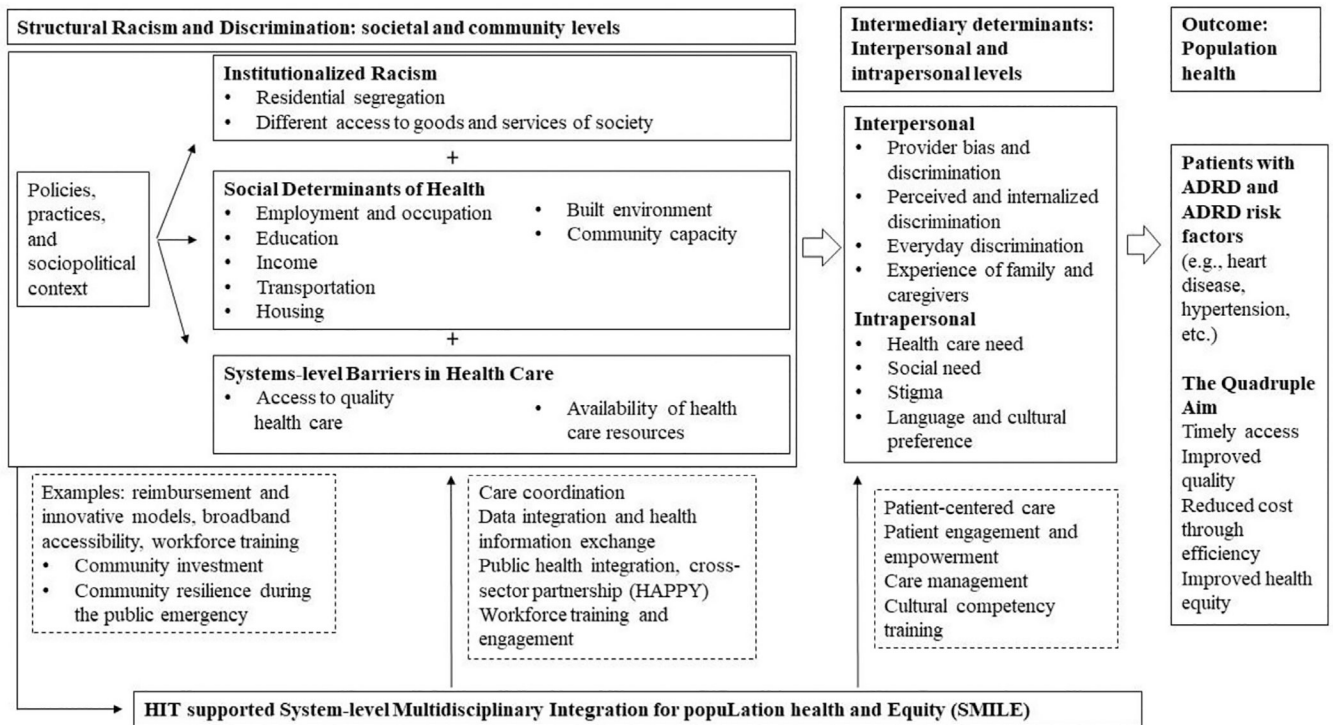 Structural Racism and Discrimination: societal and community levels
Intermediary determinants:
Interpersonal and
intrapersonal levels
Outcome:
Population
health
Policies,
practices,
and
sociopolitical
context
Institutionalized Racism
• Residential segregation
• Different access to goods and services of society
+
Social Determinants of Health
• Employment and occupation
• Education
• Income
• Transportation
• Housing
• Built environment
• Community capacity
+
Systems-level Barriers in Health Care
• Access to quality
health care
• Availability of health
care resources
Interpersonal
• Provider bias and
discrimination
• Perceived and internalized
discrimination
• Everyday discrimination
• Experience of family and
caregivers
Intrapersonal
• Health care need
• Social need
• Stigma
• Language and cultural
preference
Patients with
ADRD and
ADRD risk
factors
(e.g., heart
disease,
hypertension,
etc.)
The Quadruple
Aim
Timely access
Improved
quality
Reduced cost
through
efficiency
Improved health
equity
Examples: reimbursement and
innovative models, broadband
accessibility, workforce training
• Community investment
• Community resilience during
the public emergency
Care coordination
Data integration and health
information exchange
Public health integration, cross-
sector partnership (HAPPY)
Workforce training and
engagement
Patient-centered care
Patient engagement and
empowerment
Care management
Cultural competency
training
HIT supported System-level Multidisciplinary Integration for popuLation health and Equity (SMILE)